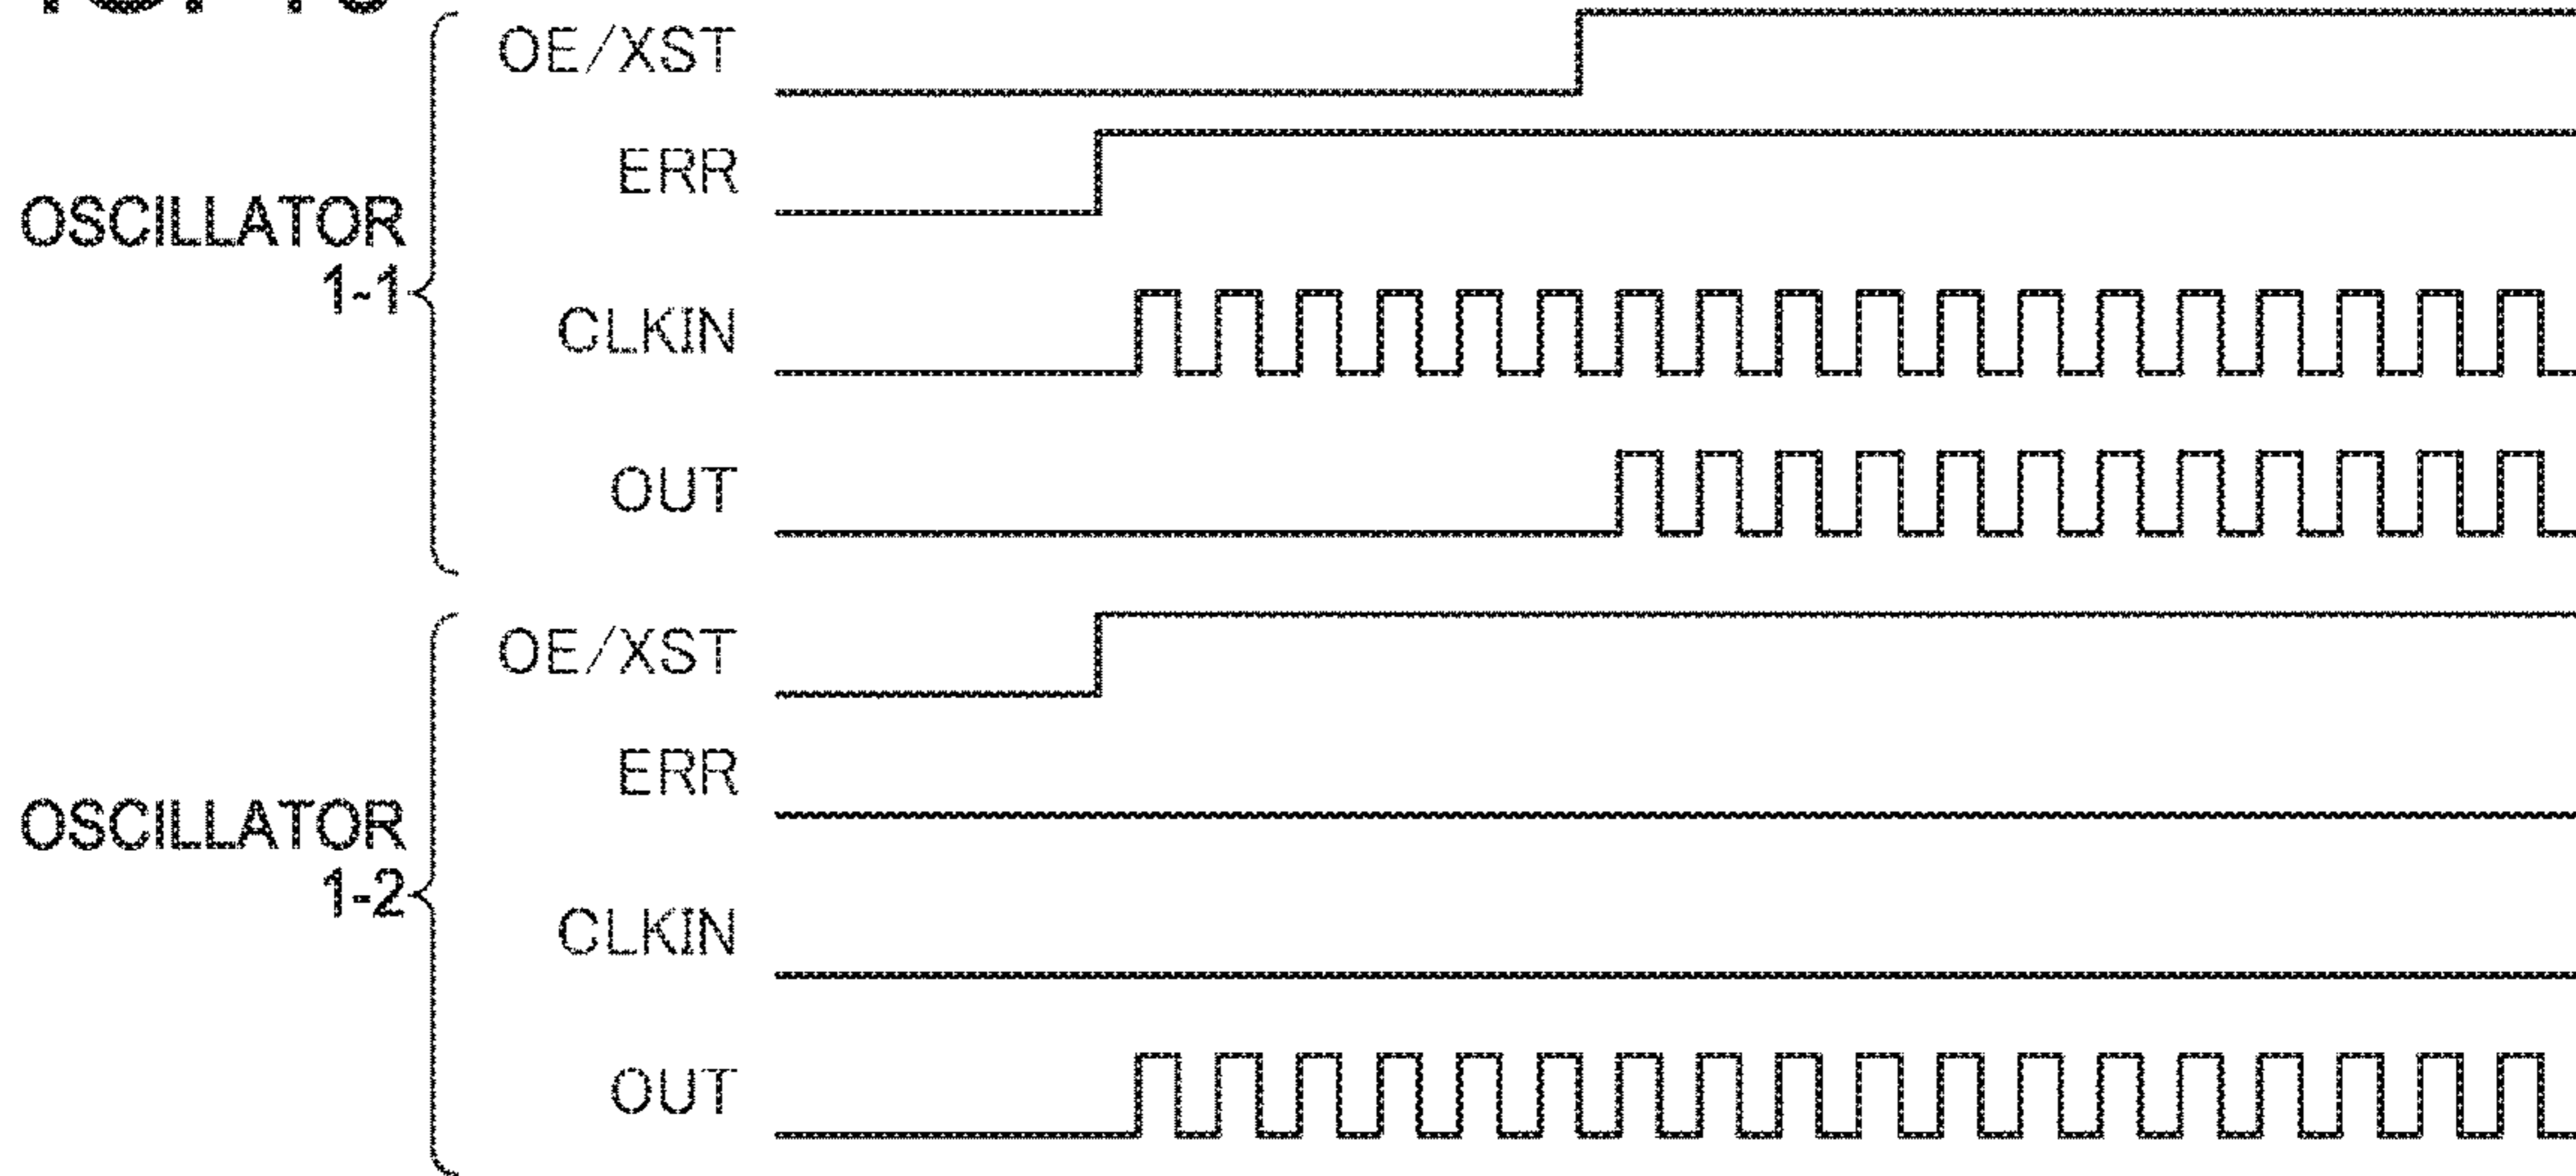 OE/XST
ERR
OSCILLATOR
1-1
CLKIN
OUT
OE/XST
ERR
OSCILLATOR
1-2
CLKIN
OUT